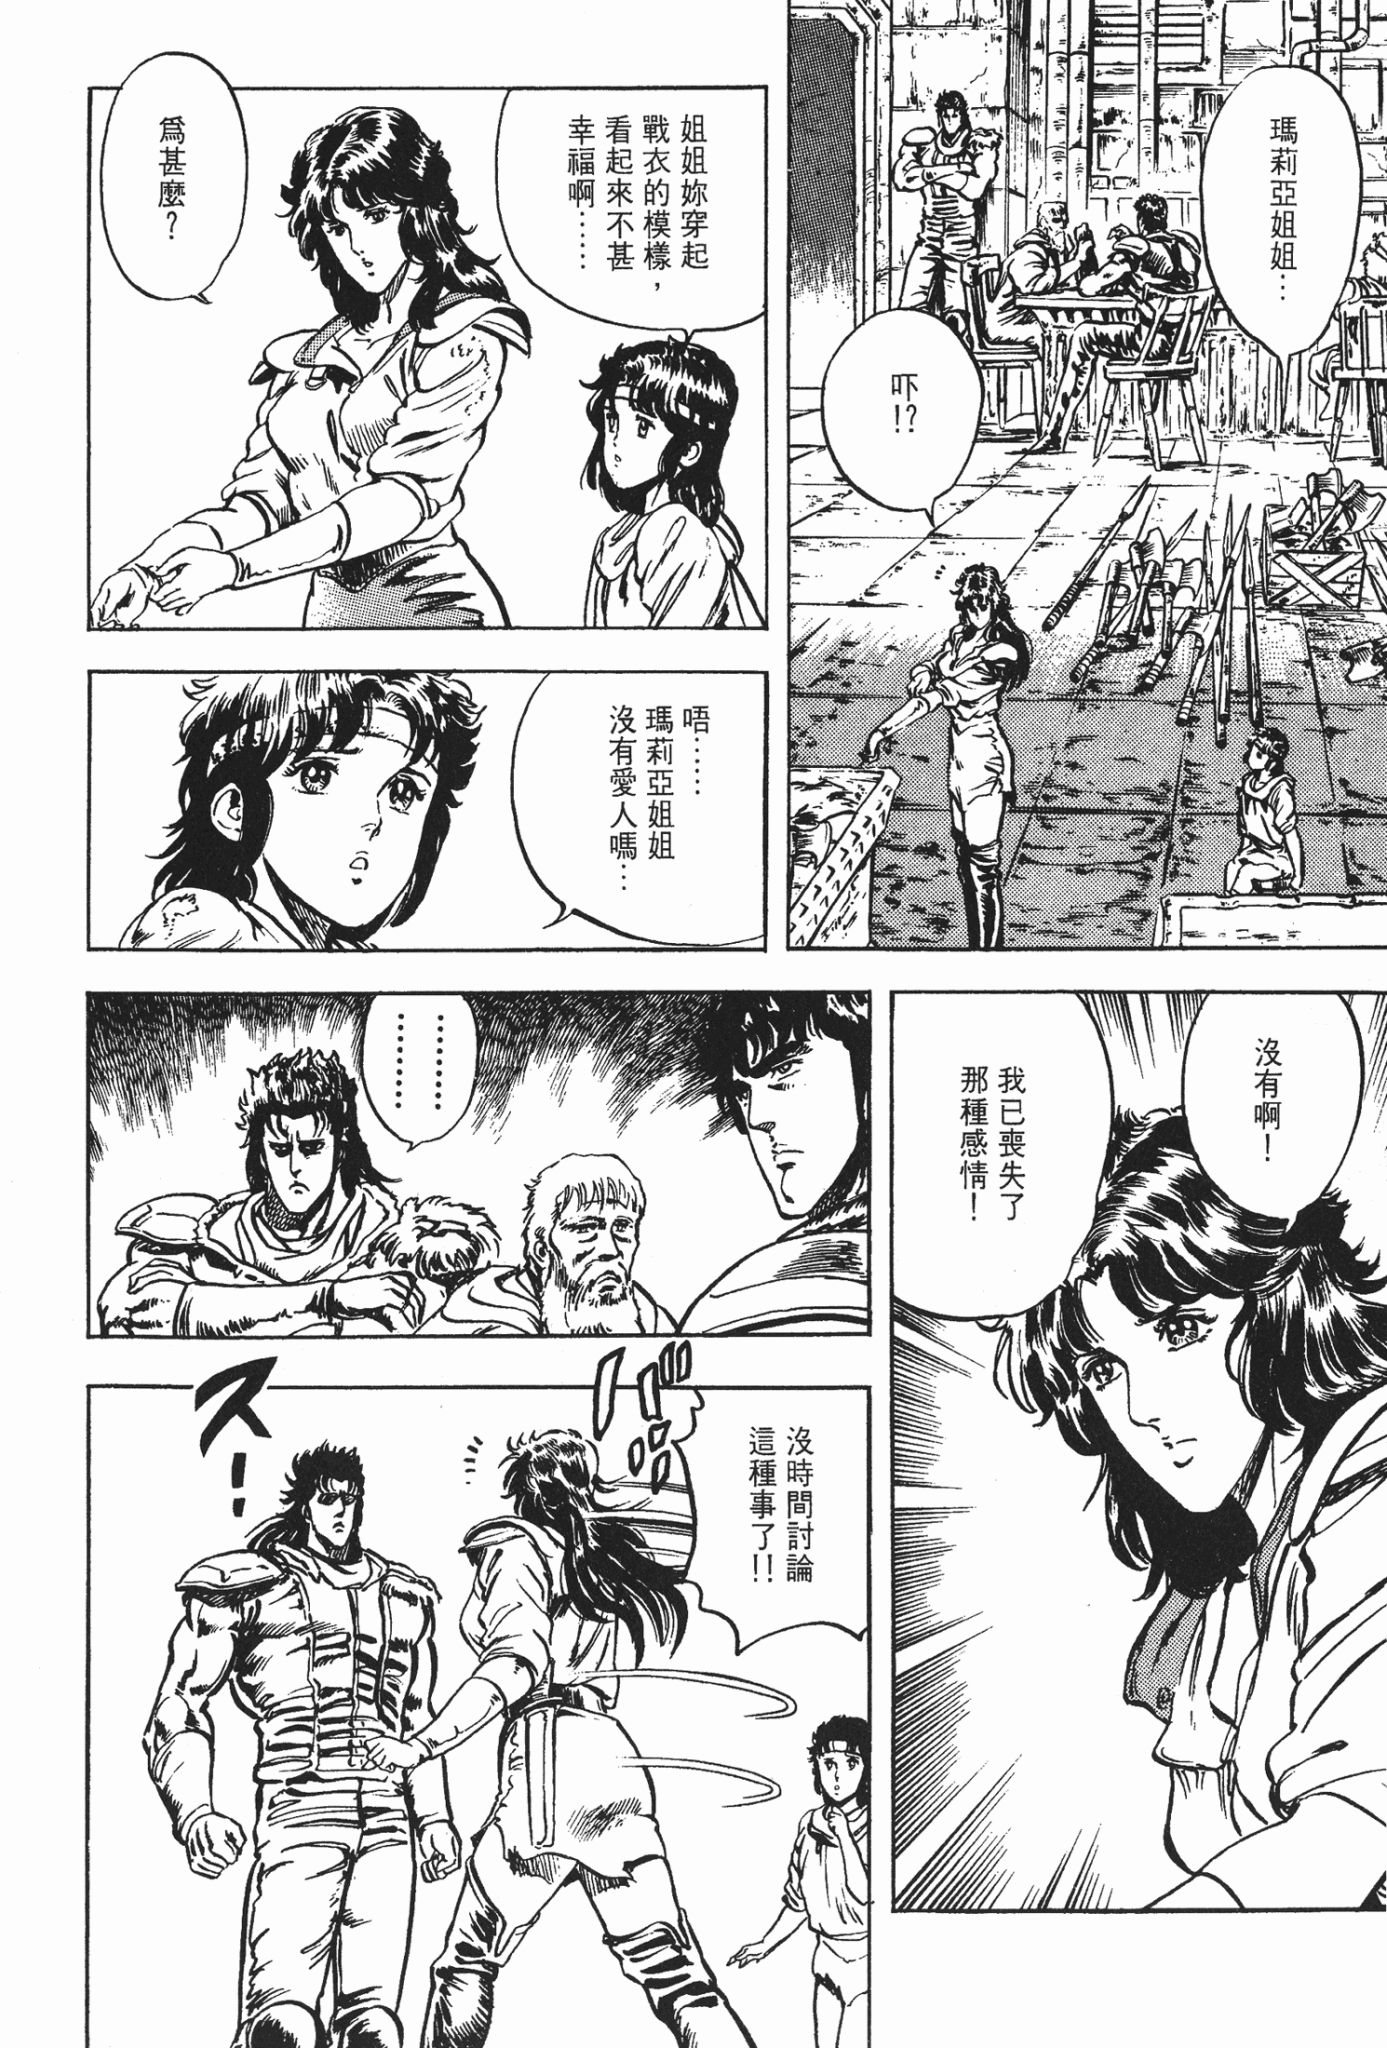 瑪莉亞姐姐…
吓!?
姐姐妳穿起
戰衣的模樣，
看起來不甚
幸福啊……
爲甚麼？
唔……
瑪莉亞姐姐
沒有愛人嗎…
沒有啊！
我已喪失了
那種感情！
………
………
沒時間討論
這種事了!!
ス！